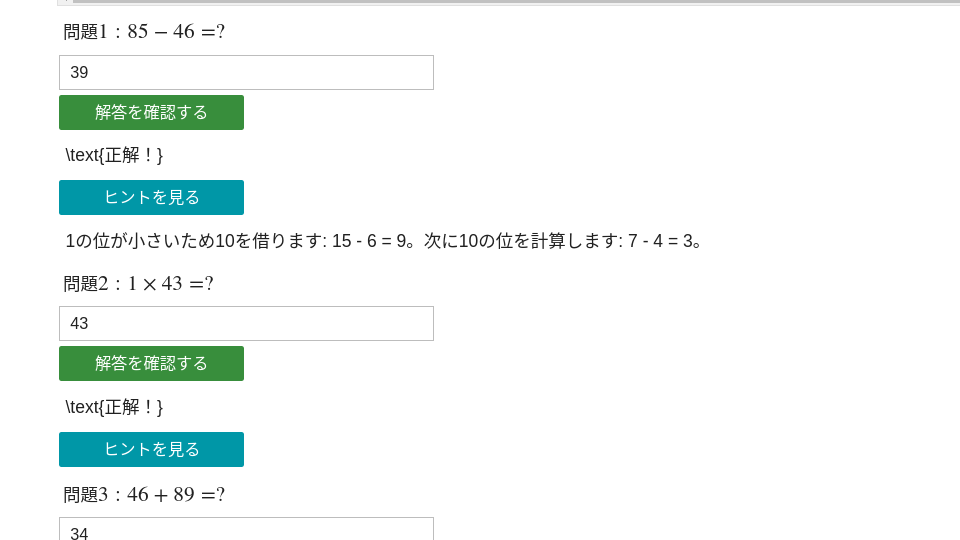 問題1 : 85 − 46 =?
39
解答を確認する
\text{正解！}
ヒントを見る
1の位が小さいため10を借ります: 15 - 6 = 9。次に10の位を計算します: 7 - 4 = 3。
問題2 : 1 × 43 =?
43
解答を確認する
\text{正解！}
ヒントを見る
問題3 : 46 + 89 =?
34